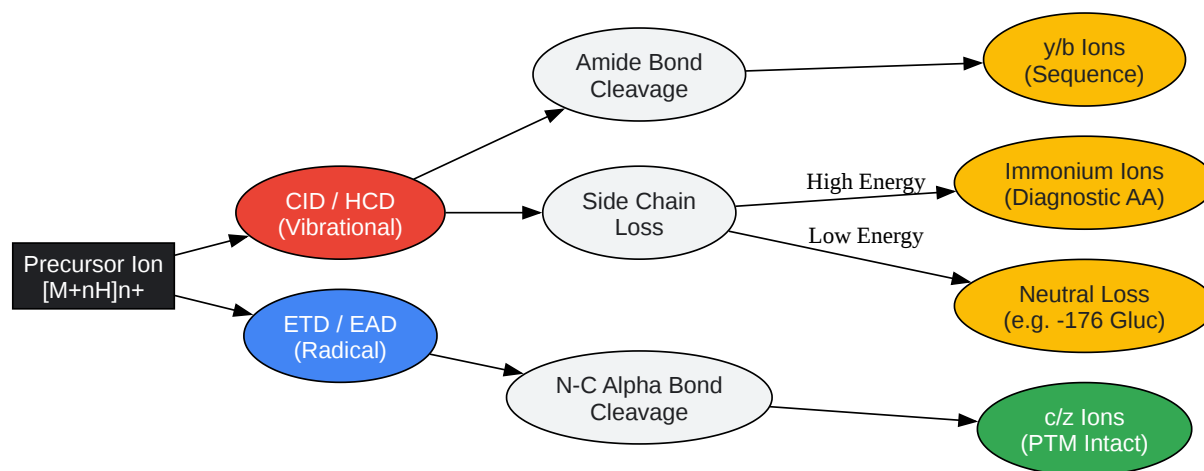 Precursor Ion
[M+nH]n+
CID / HCD
(Vibrational)
ETD / EAD
(Radical)
Amide Bond
Cleavage
Side Chain
Loss
N-C Alpha Bond
Cleavage
High Energy
Low Energy
y/b Ions
(Sequence)
Immonium Ions
(Diagnostic AA)
Neutral Loss
(e.g. -176 Gluc)
c/z Ions
(PTM Intact)